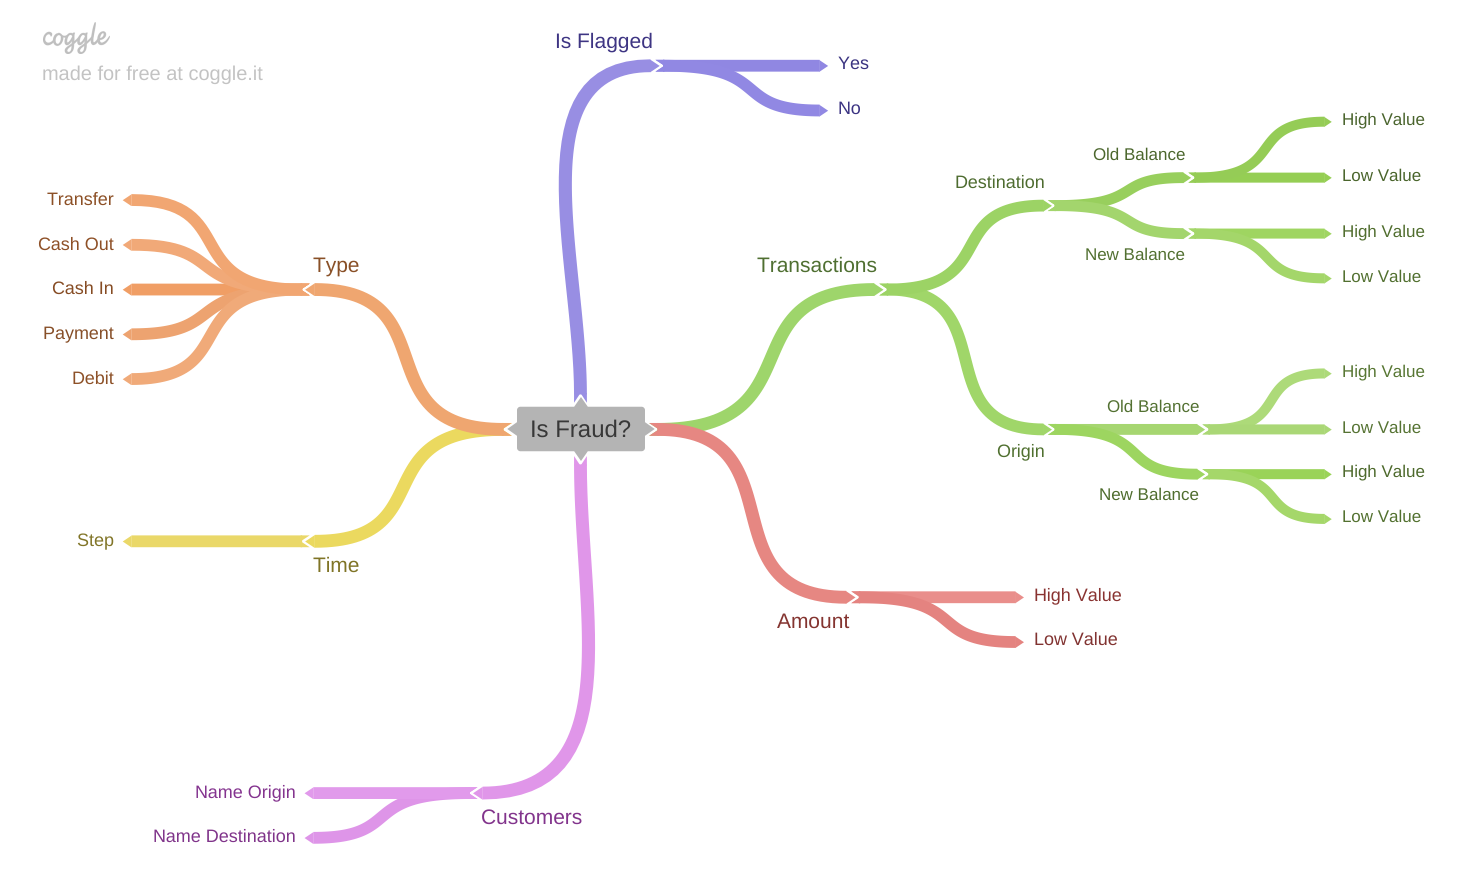 coggle
made for free at coggle.it
Is Flagged
Yes
No
Transfer
Cash Out
Cash In
Payment
Debit
Type
Step
Time
Is Fraud?
Transactions
Destination
Old Balance
High Value
Low Value
New Balance
High Value
Low Value
Origin
Old Balance
High Value
Low Value
New Balance
High Value
Low Value
Amount
High Value
Low Value
Name Origin
Name Destination
Customers